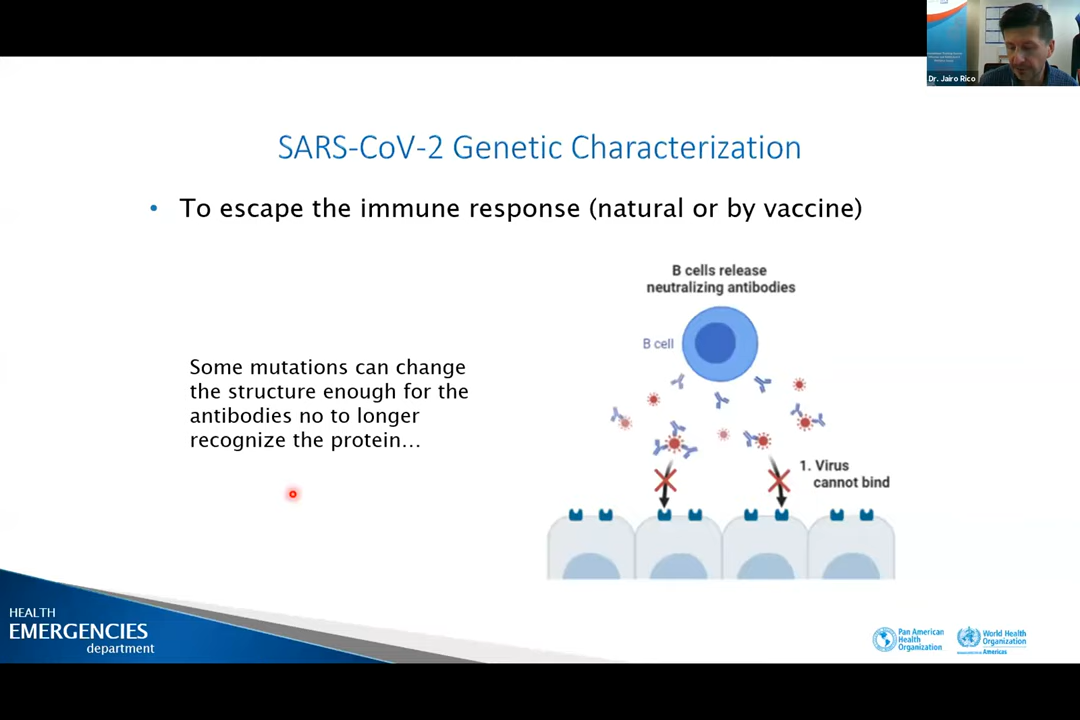 Dr. Jairo Rico
SARS-CoV-2 Genetic Characterization
• To escape the immune response (natural or by vaccine)
B cells release
neutralizing antibodies
B cell
Some mutations can change
the structure enough for the
antibodies no to longer
recognize the protein…
1. Virus
cannot bind
HEALTH
EMERGENCIES
department
Pan American
Health
Organization
World Health
Organization
Americas